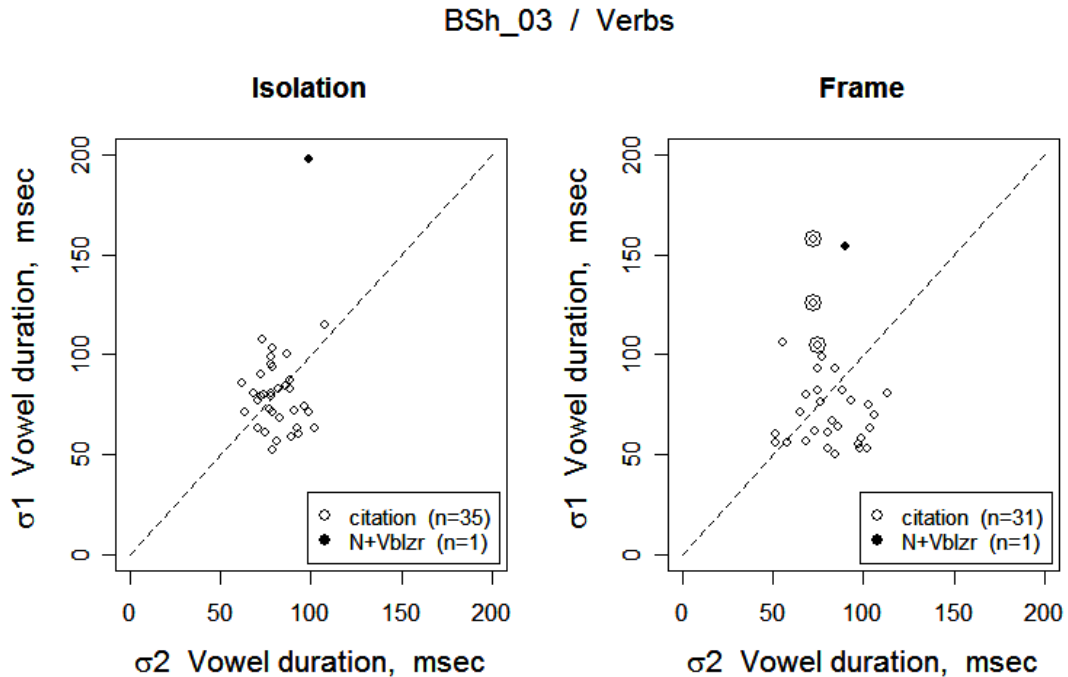 BSh_03 / Verbs
Isolation
σ1 Vowel duration, msec
200
150
100
50
0
citation (n=35)
N+Vblzr (n=1)
0 50 100 150 200
σ2 Vowel duration, msec
Frame
σ1 Vowel duration, msec
200
150
100
50
0
citation (n=31)
N+Vblzr (n=1)
0 50 100 150 200
σ2 Vowel duration, msec